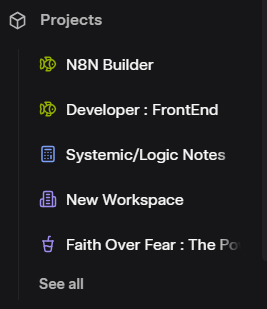 Projects
N8N Builder
Developer : FrontEnd
Systemic/Logic Notes
New Workspace
Faith Over Fear : The Po
See all